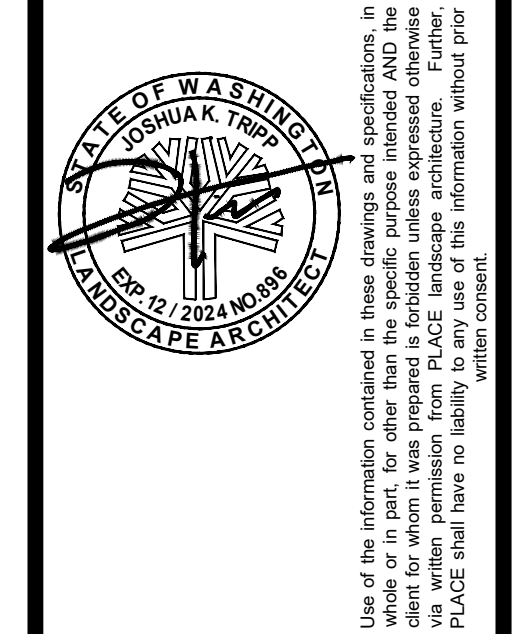 STATE OF WASHINGTON
JOSHUA K. TRIPP
EXP. 12 / 2024 NO.896
LANDSCAPE ARCHITECT
Use of the information contained in these drawings and specifications, in
whole or in part, for other than the specific purpose intended AND the
client for whom it was prepared is forbidden unless expressed otherwise
via written permission from PLACE landscape architecture. Further,
PLACE shall have no liability to any use of this information without prior
written consent.